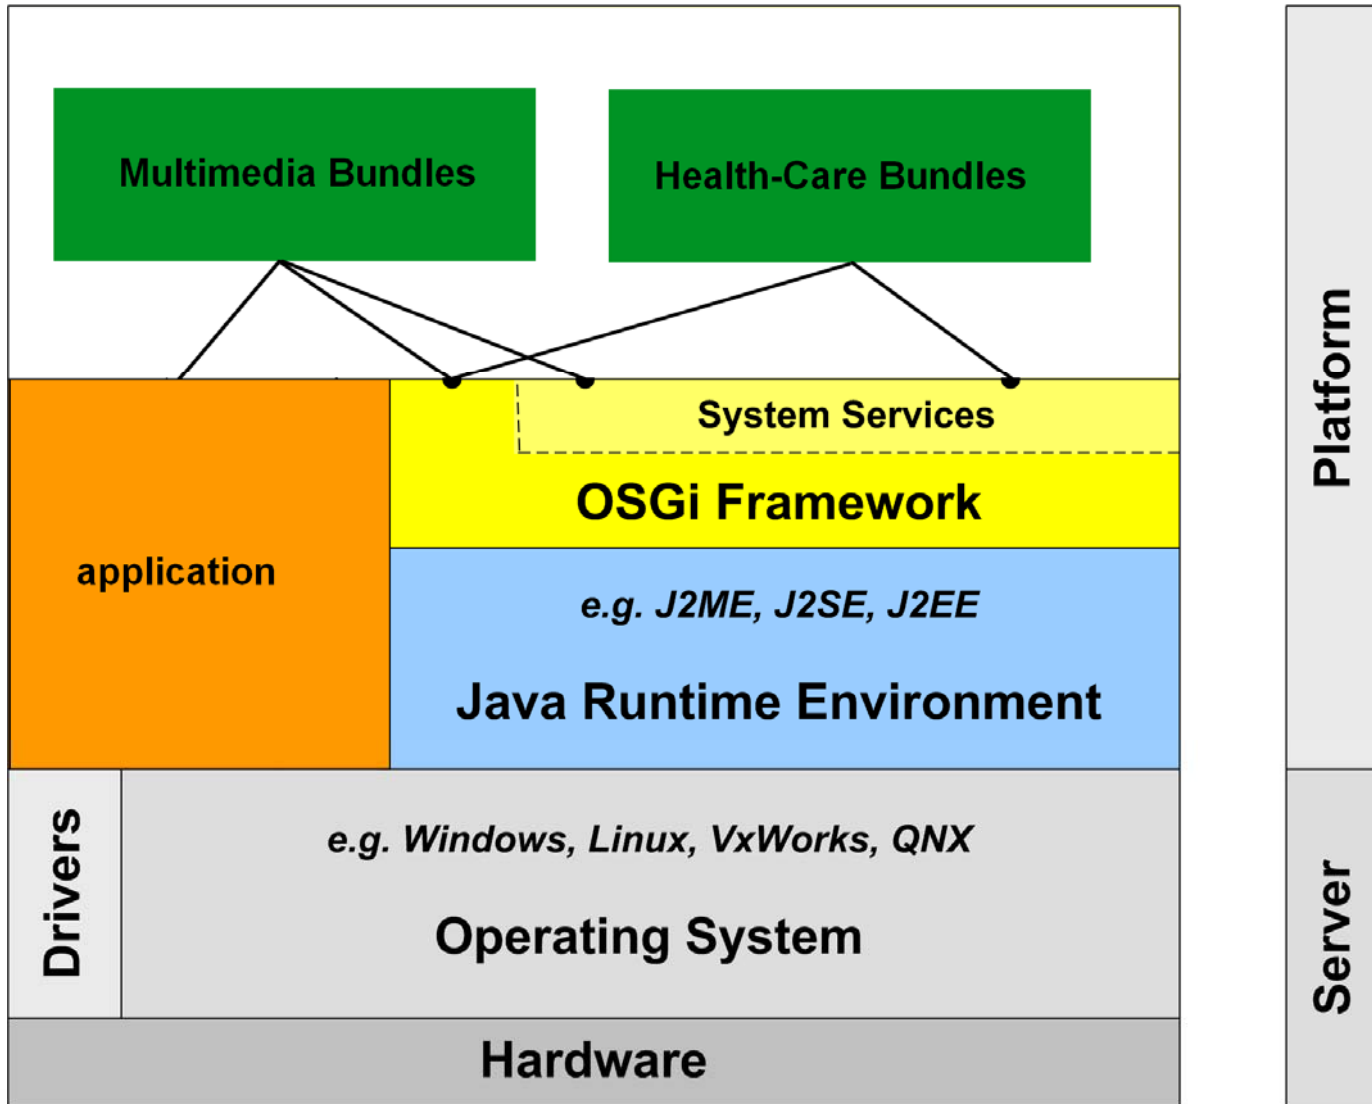 Multimedia Bundles
Health-Care Bundles
System Services
OSGi Framework
application
e.g. J2ME, J2SE, J2EE
Java Runtime Environment
Drivers
e.g. Windows, Linux, VxWorks, QNX
Operating System
Hardware
Platform
Server